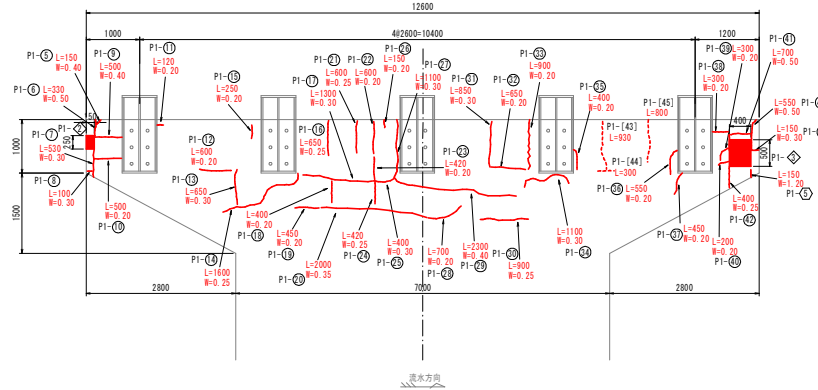 12600
1000
4@2600=10400
1200
P1-⑤
L=150
W=0.40
P1-⑨
L=500
W=0.40
P1-⑪
L=120
W=0.20
P1-⑥
L=330
W=0.50
50
P1-②
P1-⑦
250
L=530
W=0.30
P1-⑧
L=100
W=0.30
L=500
W=0.20
P1-⑩
1000
1500
P1-⑮
L=250
W=0.20
P1-⑫
L=600
W=0.20
P1-⑬
L=650
W=0.30
P1-⑭
L=1600
W=0.25
P1-⑰
L=1300
W=0.30
P1-⑯
L=650
W=0.25
P1-㉑
L=600
W=0.25
P1-㉒
L=600
W=0.20
P1-㉖
L=150
W=0.20
P1-㉗
L=1100
W=0.30
P1-㉓
L=420
W=0.20
L=400
W=0.20
P1-⑱
L=450
W=0.20
P1-⑲
L=2000
W=0.35
P1-⑳
L=420
W=0.25
P1-㉔
L=400
W=0.30
P1-㉕
L=700
W=0.20
P1-㉘
L=2300
W=0.40
P1-㉙
L=900
W=0.25
P1-㉚
P1-㉛
L=850
W=0.30
P1-㉜
L=650
W=0.20
P1-㉝
L=900
W=0.20
P1-㉟
L=400
W=0.20
L=1100
W=0.30
P1-㉞
P1-[43]
L=930
P1-[44]
L=300
P1-[45]
L=800
P1-㊱
L=550
W=0.20
L=450
W=0.20
P1-㊲
P1-㊳
L=300
W=0.20
P1-㊴
L=300
W=0.20
P1-㊶
L=700
W=0.50
400
500
L=550
W=0.50
L=150
W=0.30
P1-③
L=150
W=1.20
P1-⑤
L=400
W=0.25
P1-㊷
L=200
W=0.20
P1-㊵
2800
7000
2800
流水方向